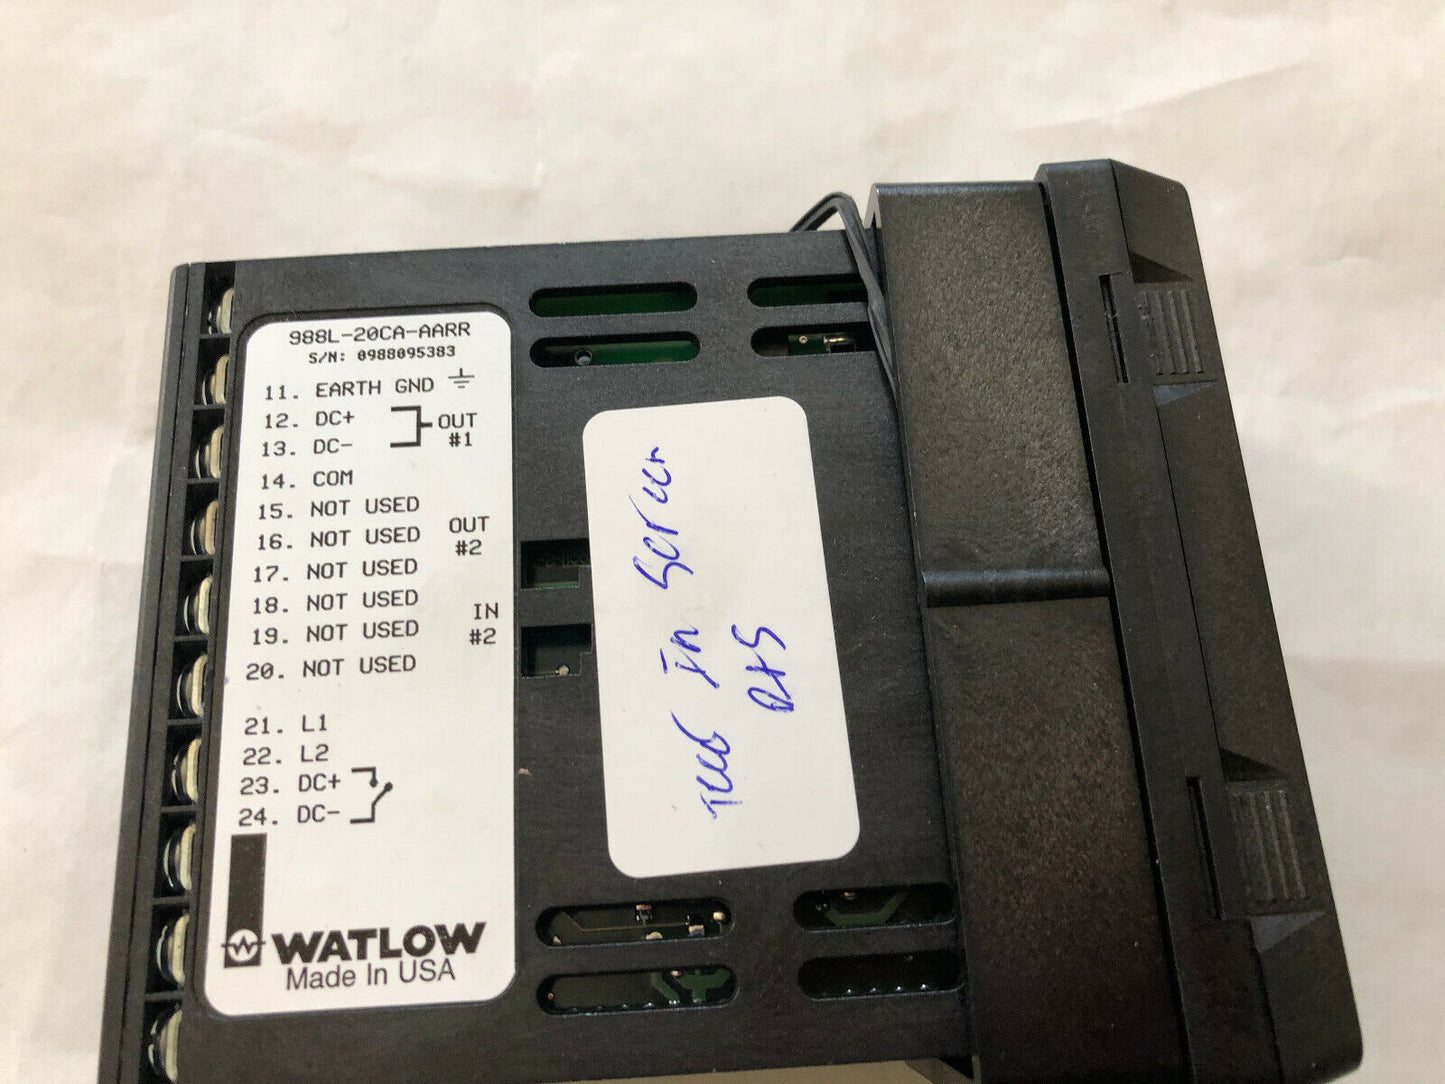 988L-20CA-AARR
S/N: 0988095383
11. EARTH GND
12. DC+
13. DC-
OUT
#1
14. COM
15. NOT USED
16. NOT USED
OUT
#2
17. NOT USED
18. NOT USED
19. NOT USED
IN
#2
20. NOT USED
21. L1
22. L2
23. DC+
24. DC-
WATLOW
Made In USA
In Screen